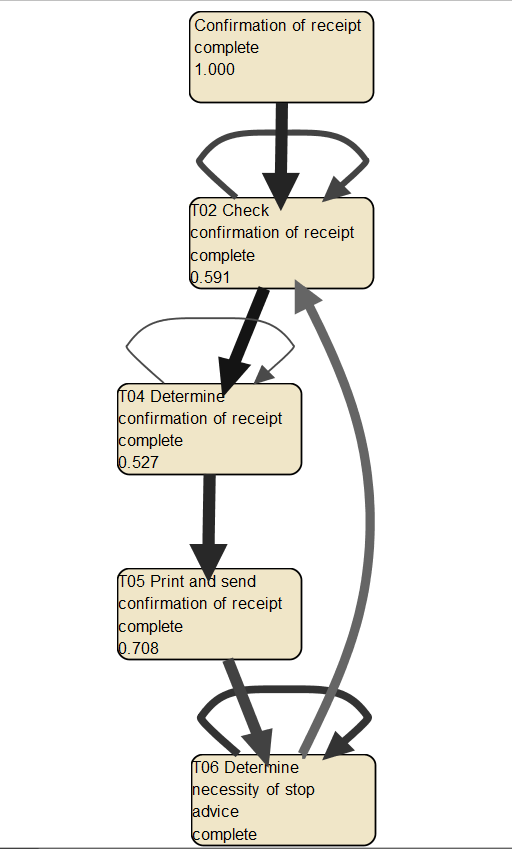 Confirmation of receipt
complete
1.000
T02 Check
confirmation of receipt
complete
0.591
T04 Determine
confirmation of receipt
complete
0.527
T05 Print and send
confirmation of receipt
complete
0.708
T06 Determine
necessity of stop
advice
complete